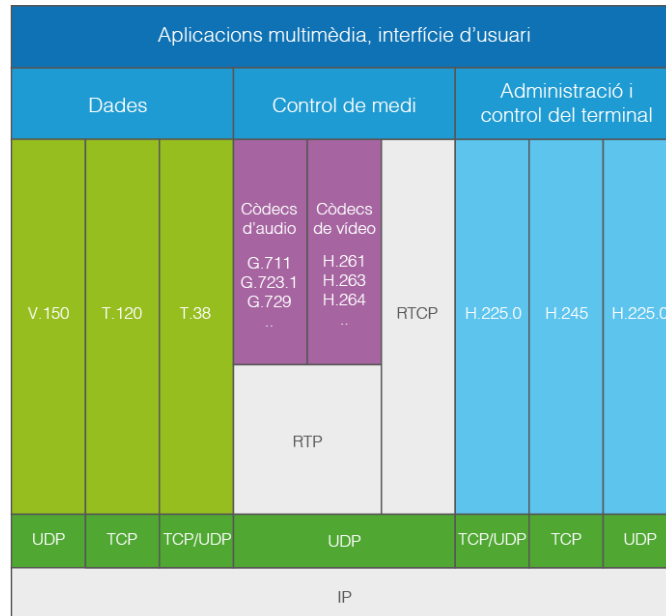 Aplicacions multimèdia, interfície d'usuari
Dades
Control de medi
Administració i
control del terminal
V.150
T.120
T.38
Còdecs
d'audio
G.711
G.723.1
G.729
..
Còdecs
de vídeo
H.261
H.263
H.264
..
RTP
RTCP
H.225.0
H.245
H.225.0
UDP
TCP
TCP/UDP
UDP
TCP/UDP
TCP
UDP
IP